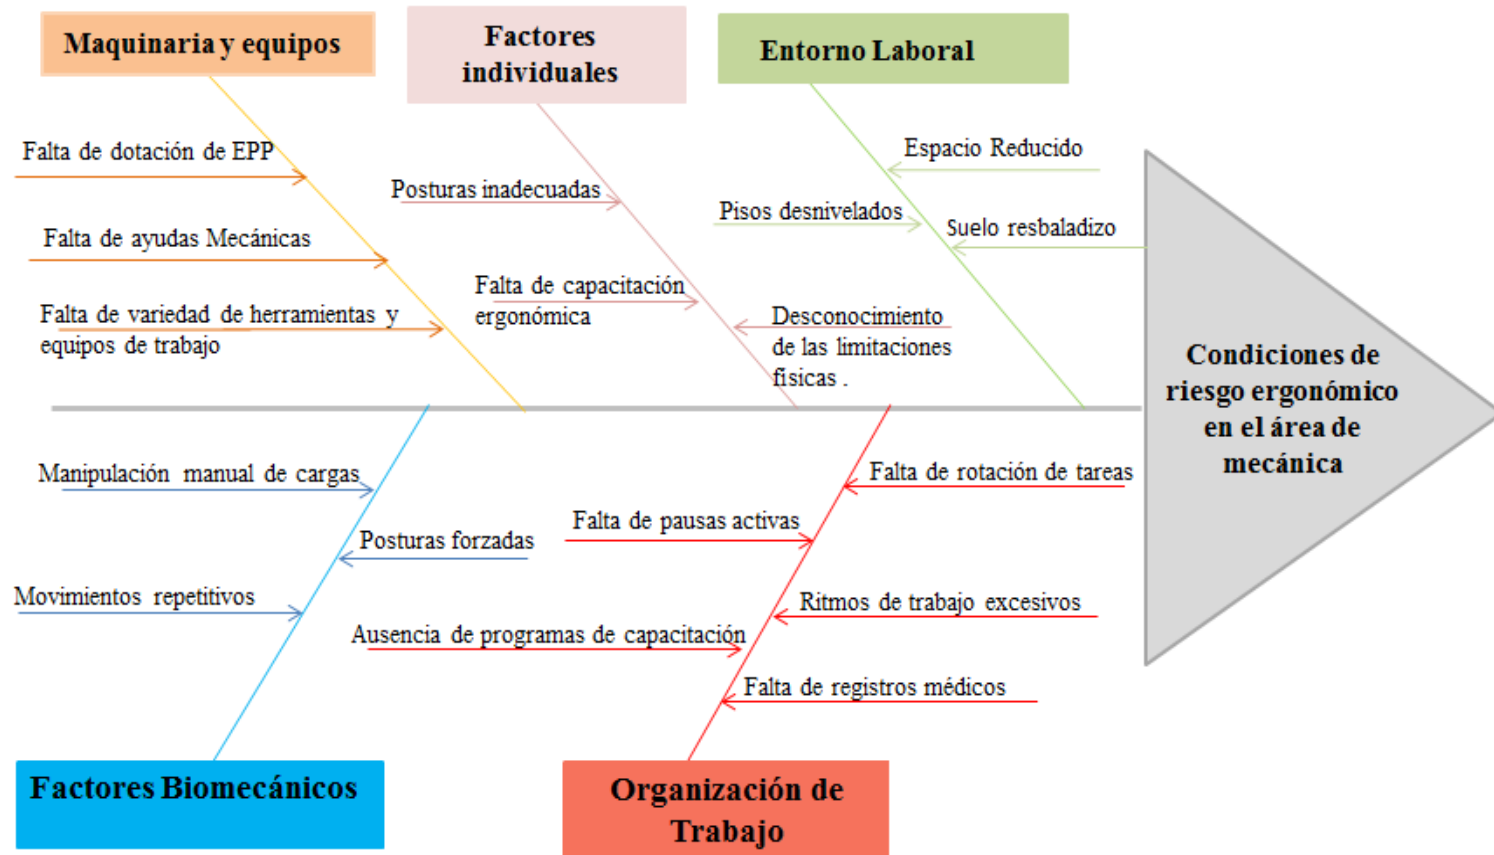 Maquinaria y equipos
Factores
individuales
Entorno Laboral
Falta de dotación de EPP
Falta de ayudas Mecánicas
Falta de variedad de herramientas y
equipos de trabajo
Posturas inadecuadas
Falta de capacitación
ergonómica
Desconocimiento
de las limitaciones
físicas .
Espacio Reducido
Pisos desnivelados
Suelo resbaladizo
Condiciones de
riesgo ergonómico
en el área de
mecánica
Manipulación manual de cargas
Posturas forzadas
Movimientos repetitivos
Falta de rotación de tareas
Falta de pausas activas
Ritmos de trabajo excesivos
Ausencia de programas de capacitación
Falta de registros médicos
Factores Biomecánicos
Organización de
Trabajo